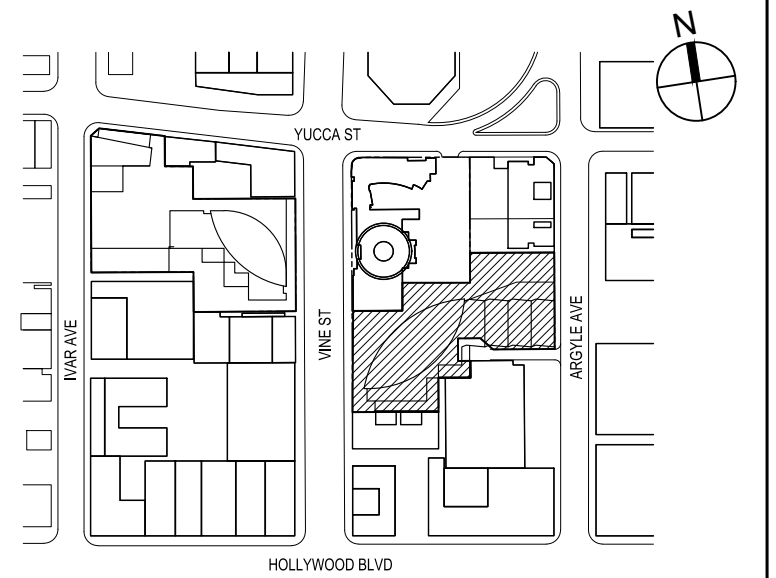 N
YUCCA ST
IVAR AVE
VINE ST
ARGYLE AVE
HOLLYWOOD BLVD